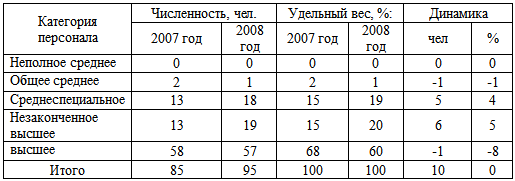 Категория персонала Численность, чел. Удельный вес, %: Динамика
2007 год 2008 год 2007 год 2008 год чел %
Неполное среднее 0 0 0 0 0 0
Общее среднее 2 1 2 1 -1 -1
Среднеспециальное 13 18 15 19 5 4
Незаконченное высшее 13 19 15 20 6 5
высшее 58 57 68 60 -1 -8
Итого 85 95 100 100 10 0